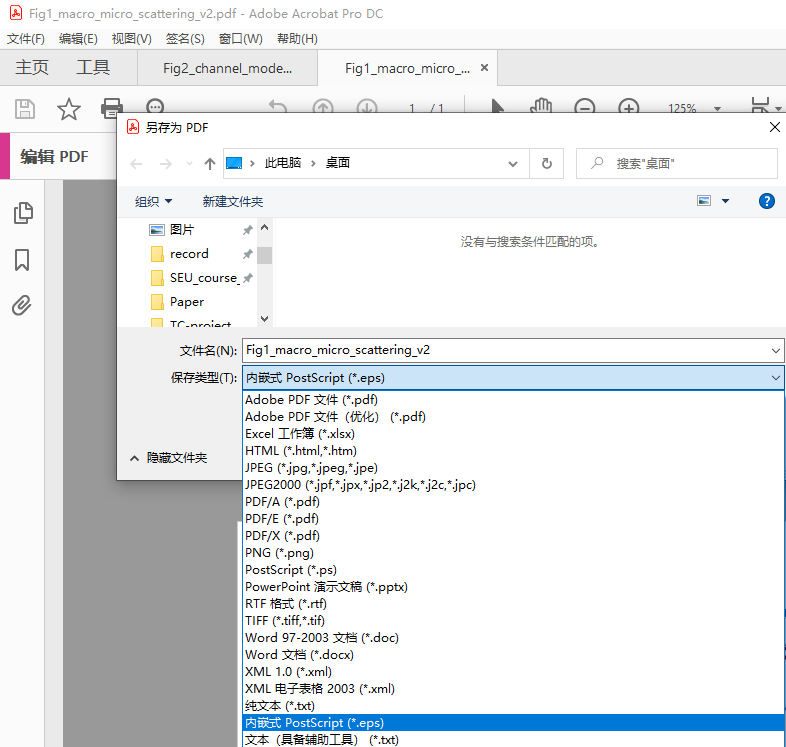 Fig1_macro_micro_scattering_v2.pdf - Adobe Acrobat Pro DC
文件(F) 编辑(E) 视图(V) 签名(S) 窗口(W) 帮助(H)
主页 工具 Fig2_channel_mode... Fig1_macro_micro_... ×
1 / 1 125%
另存为 PDF
编辑 PDF
此电脑 › 桌面 搜索"桌面"
组织 新建文件夹
图片
没有与搜索条件匹配的项。
record
SEU_course_
Paper
TC-project
文件名(N): Fig1_macro_micro_scattering_v2
保存类型(T): 内嵌式 PostScript (*.eps)
Adobe PDF 文件 (*.pdf)
Adobe PDF 文件（优化） (*.pdf)
Excel 工作簿 (*.xlsx)
HTML (*.html,*.htm)
隐藏文件夹
JPEG (*.jpg,*.jpeg,*.jpe)
JPEG2000 (*.jpf,*.jpx,*.jp2,*.j2k,*.j2c,*.jpc)
PDF/A (*.pdf)
PDF/E (*.pdf)
PDF/X (*.pdf)
PNG (*.png)
PostScript (*.ps)
PowerPoint 演示文稿 (*.pptx)
RTF 格式 (*.rtf)
TIFF (*.tiff,*.tif)
Word 97-2003 文档 (*.doc)
Word 文档 (*.docx)
XML 1.0 (*.xml)
XML 电子表格 2003 (*.xml)
纯文本 (*.txt)
内嵌式 PostScript (*.eps)
文本（具备辅助工具） (*.txt)